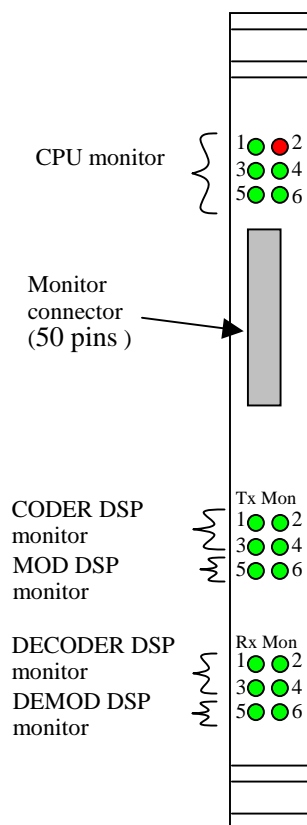 1 2
CPU monitor
3 4
5 6
Monitor
connector
(50 pins )
Tx Mon
CODER DSP
1 2
monitor
3 4
MOD DSP
5 6
monitor
Rx Mon
DECODER DSP
1 2
monitor
3 4
DEMOD DSP
5 6
monitor